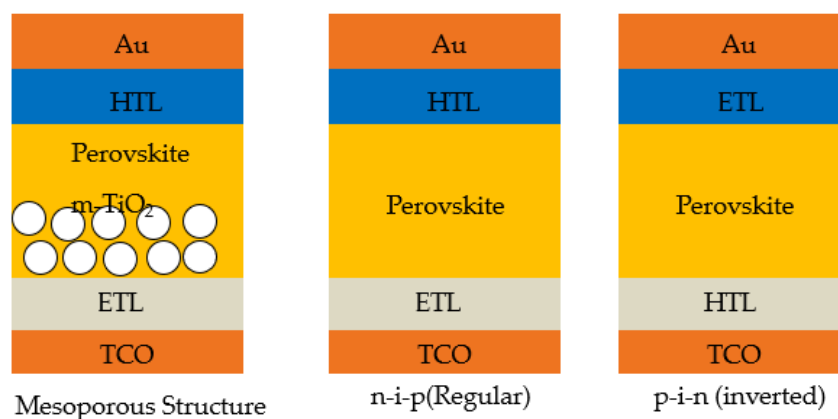 Au
HTL
Perovskite
m-TiO₂
ETL
TCO
Mesoporous Structure
Au
HTL
Perovskite
ETL
TCO
n-i-p(Regular)
Au
ETL
Perovskite
HTL
TCO
p-i-n (inverted)